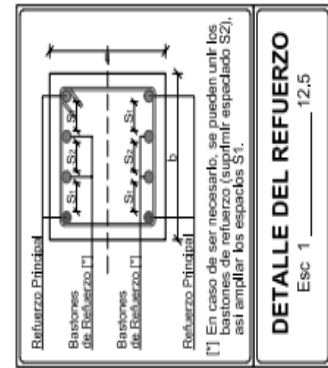 Refuerzo Principal
Bastones
de Refuerzo [*]
Bastones
de Refuerzo [*]
Refuerzo Principal
S1
S2
S1
S1
S2
S1
b
[*] En caso de ser necesario, se pueden unir los
bastones de refuerzo (suprimir espaciado S2),
así ampliar los espacios S1.
DETALLE DEL REFUERZO
Esc 1 ____ 12.5